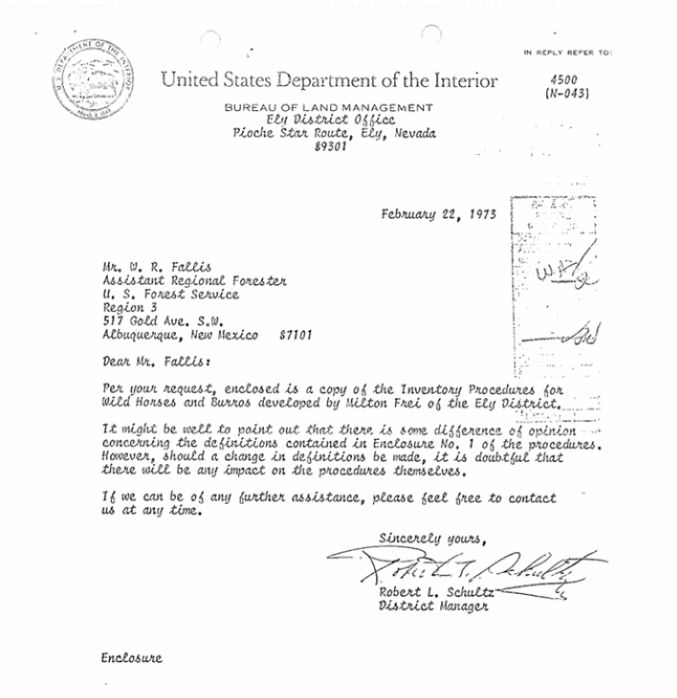 IN REPLY REFER TO:
U. S. DEPARTMENT OF THE INTERIOR
United States Department of the Interior
4500
(N-043)
BUREAU OF LAND MANAGEMENT
Ely District Office
Pioche Star Route, Ely, Nevada
89301
February 22, 1973
Mr. W. R. Fallis
Assistant Regional Forester
U. S. Forest Service
Region 3
517 Gold Ave. S.W.
Albuquerque, New Mexico 87101
Dear Mr. Fallis:
Per your request, enclosed is a copy of the Inventory Procedures for
Wild Horses and Burros developed by Milton Frei of the Ely District.
It might be well to point out that there is some difference of opinion
concerning the definitions contained in Enclosure No. 1 of the procedures.
However, should a change in definitions be made, it is doubtful that
there will be any impact on the procedures themselves.
If we can be of any further assistance, please feel free to contact
us at any time.
Sincerely yours,
Robert L. Schultz
Robert L. Schultz
District Manager
Enclosure